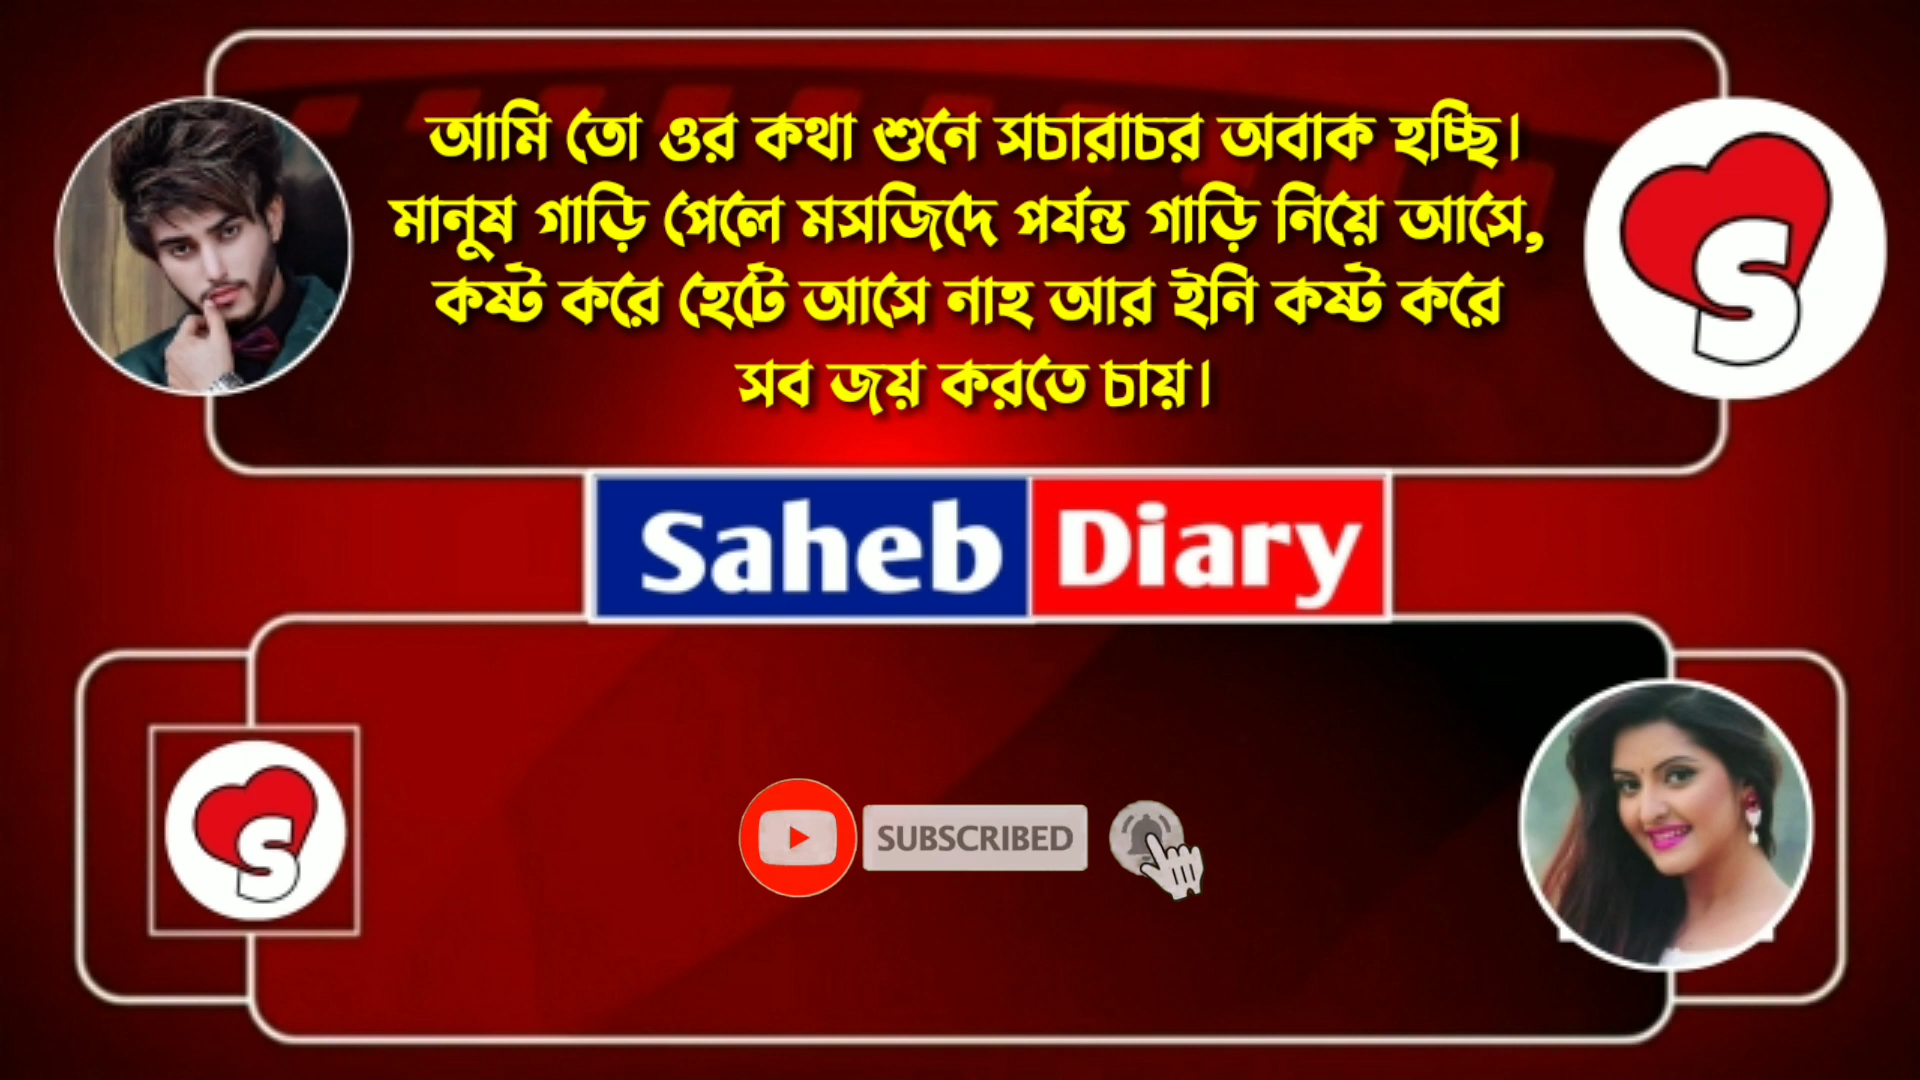 আমি তো ওর কথা শুনে সচারাচর অবাক হচ্ছি।
মানুষ গাড়ি পেলে মসজিদে পর্যন্ত গাড়ি নিয়ে আসে,
কষ্ট করে হেটে আসে নাহ আর ইনি কষ্ট করে
সব জয় করতে চায়।
S
Saheb Diary
S
SUBSCRIBED